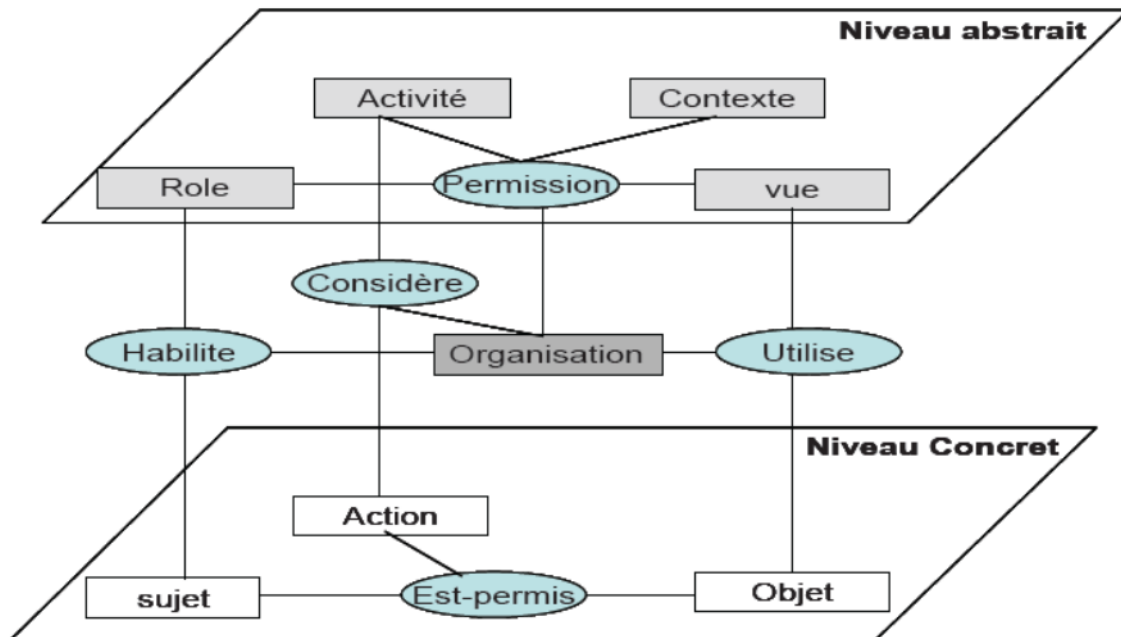 Niveau abstrait
Activité
Contexte
Role
Permission
vue
Considère
Habilite
Organisation
Utilise
Niveau Concret
Action
sujet
Est-permis
Objet